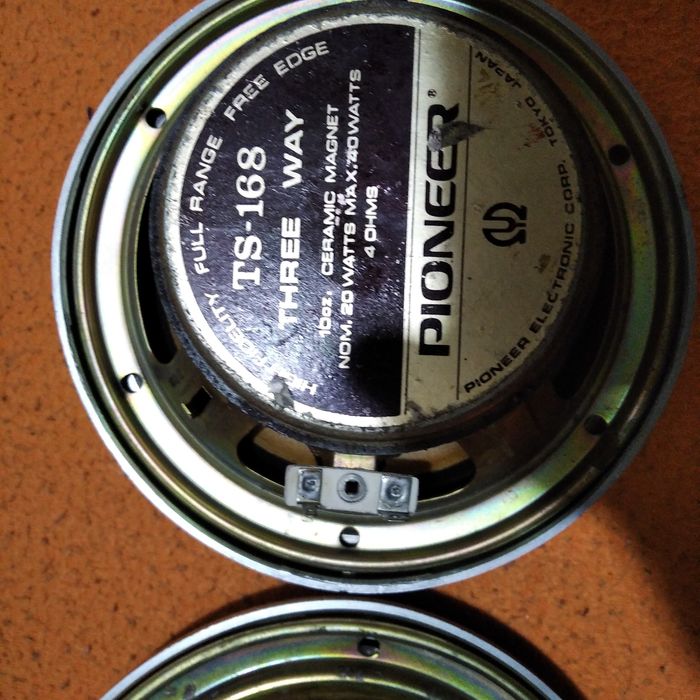 HIGH FIDELITY FULL RANGE FREE EDGE
TS-168
THREE WAY
10oz. CERAMIC MAGNET
NOM. 20 WATTS MAX. 40 WATTS
4 OHMS
PIONEER®
PIONEER ELECTRONIC CORP. TOKYO JAPAN